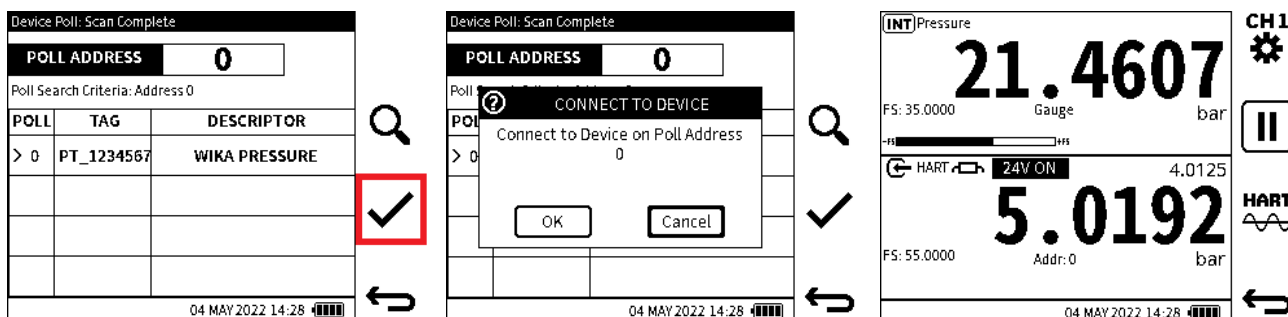 Device Poll: Scan Complete
POLL ADDRESS 0
Poll Search Criteria: Address 0
POLL TAG DESCRIPTOR
> 0 PT_1234567 WIKA PRESSURE
04 MAY 2022 14:28
Device Poll: Scan Complete
POLL ADDRESS 0
CONNECT TO DEVICE
Connect to Device on Poll Address
0
OK Cancel
04 MAY 2022 14:28
INT Pressure
21.4607
FS: 35.0000 Gauge bar
-FS +FS
HART 24V ON 4.0125
5.0192
FS: 55.0000 Addr: 0 bar
04 MAY 2022 14:28
CH1
HART